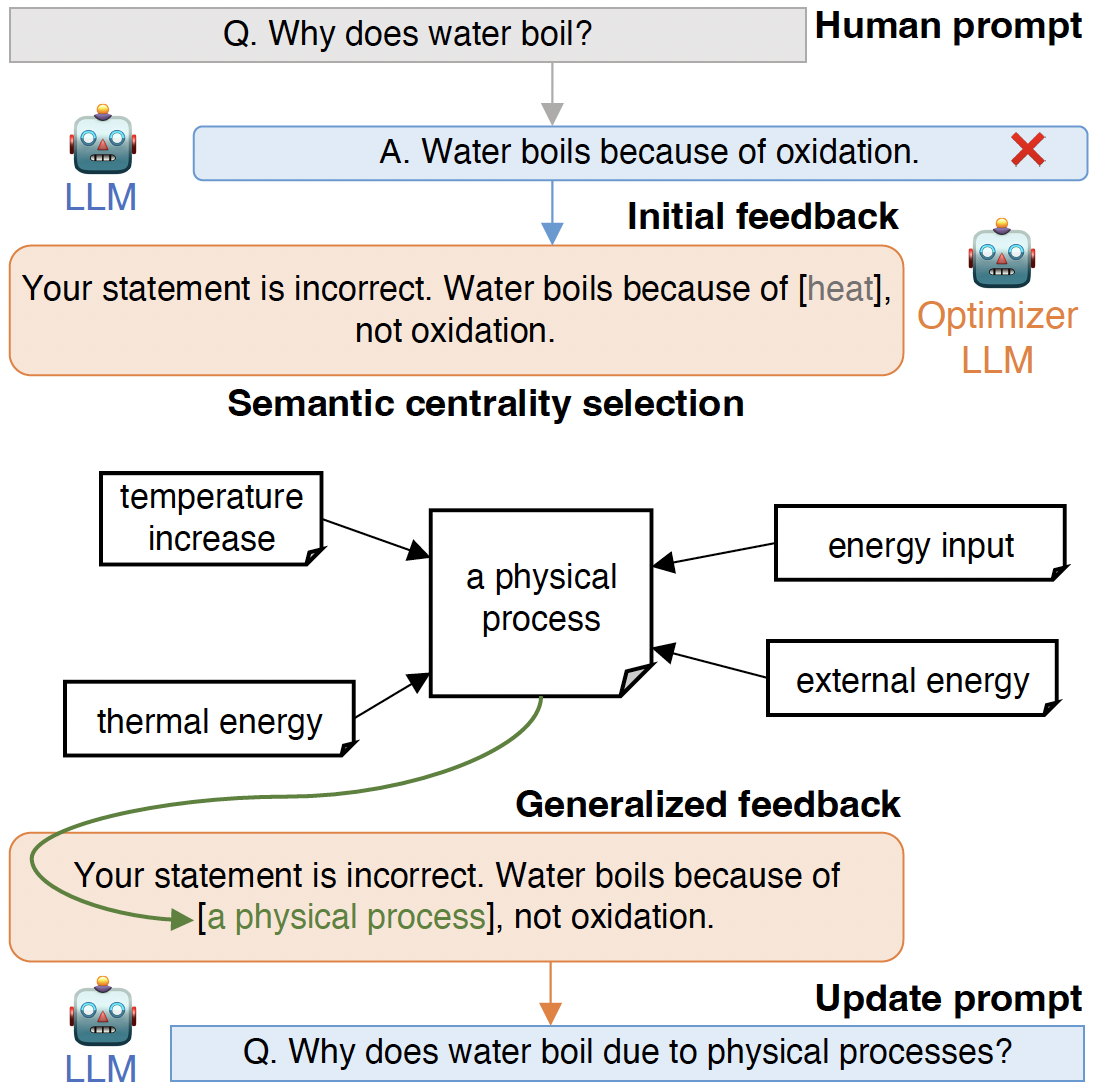 Q. Why does water boil?
Human prompt
A. Water boils because of oxidation.
LLM
Initial feedback
Your statement is incorrect. Water boils because of [heat],
not oxidation.
Optimizer
LLM
Semantic centrality selection
temperature
increase
a physical
process
energy input
thermal energy
external energy
Generalized feedback
Your statement is incorrect. Water boils because of
[a physical process], not oxidation.
Update prompt
LLM
Q. Why does water boil due to physical processes?